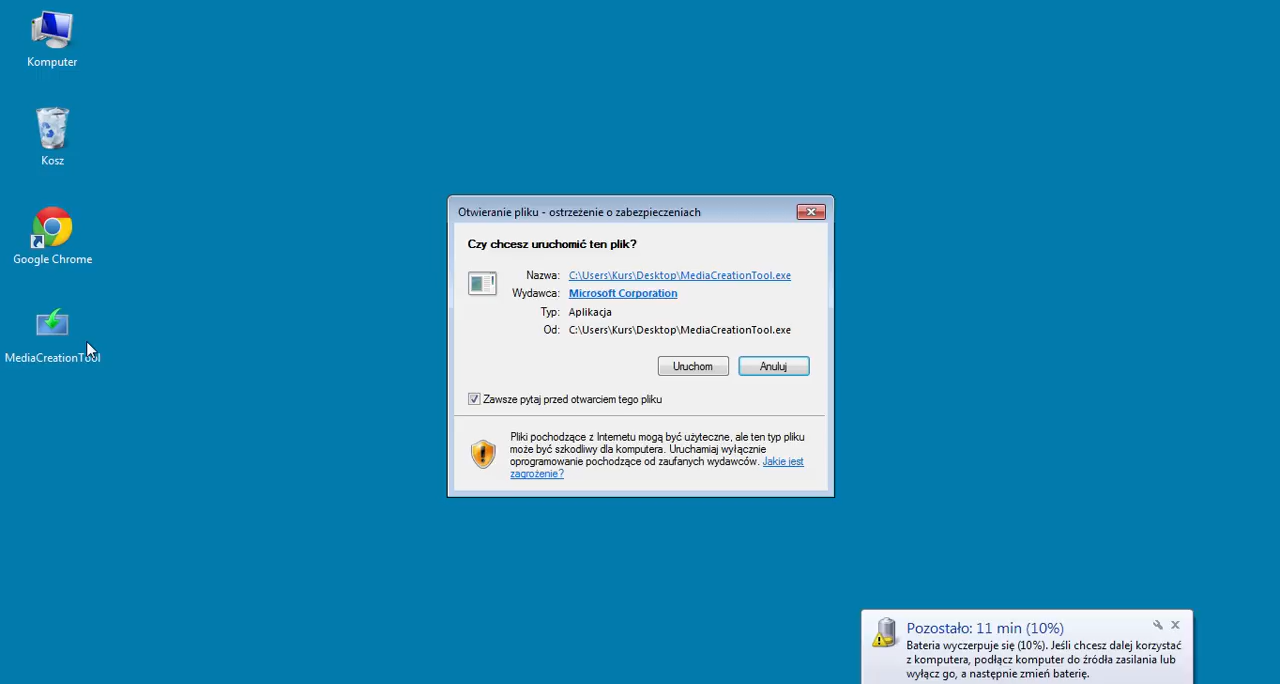 Komputer
Kosz
Google Chrome
MediaCreationTool
Otwieranie pliku - ostrzeżenie o zabezpieczeniach
Czy chcesz uruchomić ten plik?
Nazwa: C:\Users\Kurs\Desktop\MediaCreationTool.exe
Wydawca: Microsoft Corporation
Typ: Aplikacja
Od: C:\Users\Kurs\Desktop\MediaCreationTool.exe
Uruchom Anuluj
Zawsze pytaj przed otwarciem tego pliku
Pliki pochodzące z Internetu mogą być użyteczne, ale ten typ pliku
może być szkodliwy dla komputera. Uruchamiaj wyłącznie
oprogramowanie pochodzące od zaufanych wydawców. Jakie jest
zagrożenie?
Pozostało: 11 min (10%)
Bateria wyczerpuje się (10%). Jeśli chcesz dalej korzystać
z komputera, podłącz komputer do źródła zasilania lub
wyłącz go, a następnie zmień baterię.